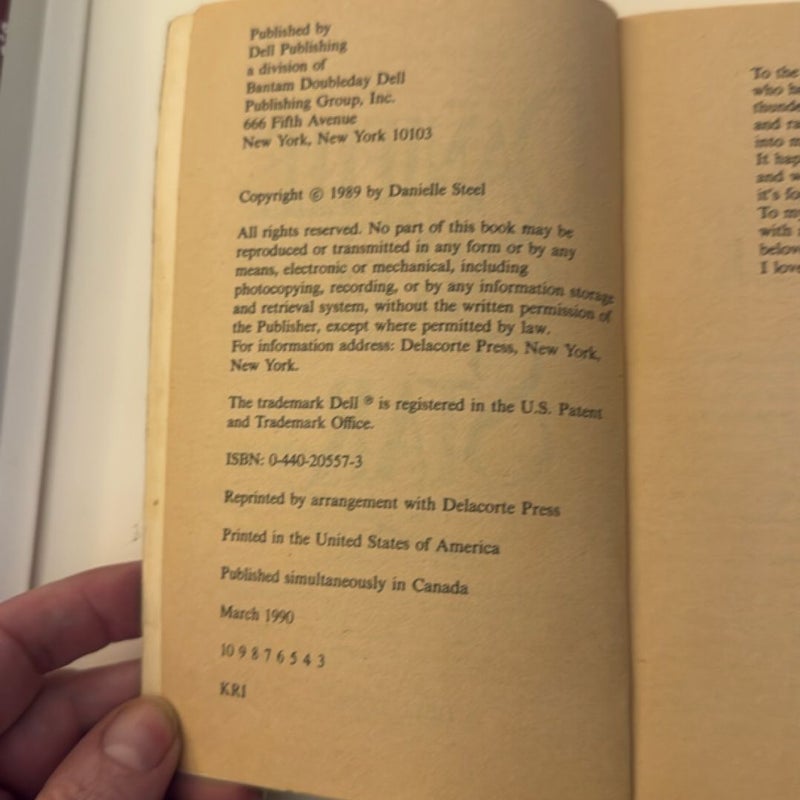 Published by
Dell Publishing
a division of
Bantam Doubleday Dell
Publishing Group, Inc.
666 Fifth Avenue
New York, New York 10103
Copyright © 1989 by Danielle Steel
All rights reserved. No part of this book may be
reproduced or transmitted in any form or by any
means, electronic or mechanical, including
photocopying, recording, or by any information storage
and retrieval system, without the written permission of
the Publisher, except where permitted by law.
For information address: Delacorte Press, New York,
New York.
The trademark Dell ® is registered in the U.S. Patent
and Trademark Office.
ISBN: 0-440-20557-3
Reprinted by arrangement with Delacorte Press
Printed in the United States of America
Published simultaneously in Canada
March 1990
10 9 8 7 6 5 4 3
KRI
To the
who
and
into
It
and
it's
To
with
I love